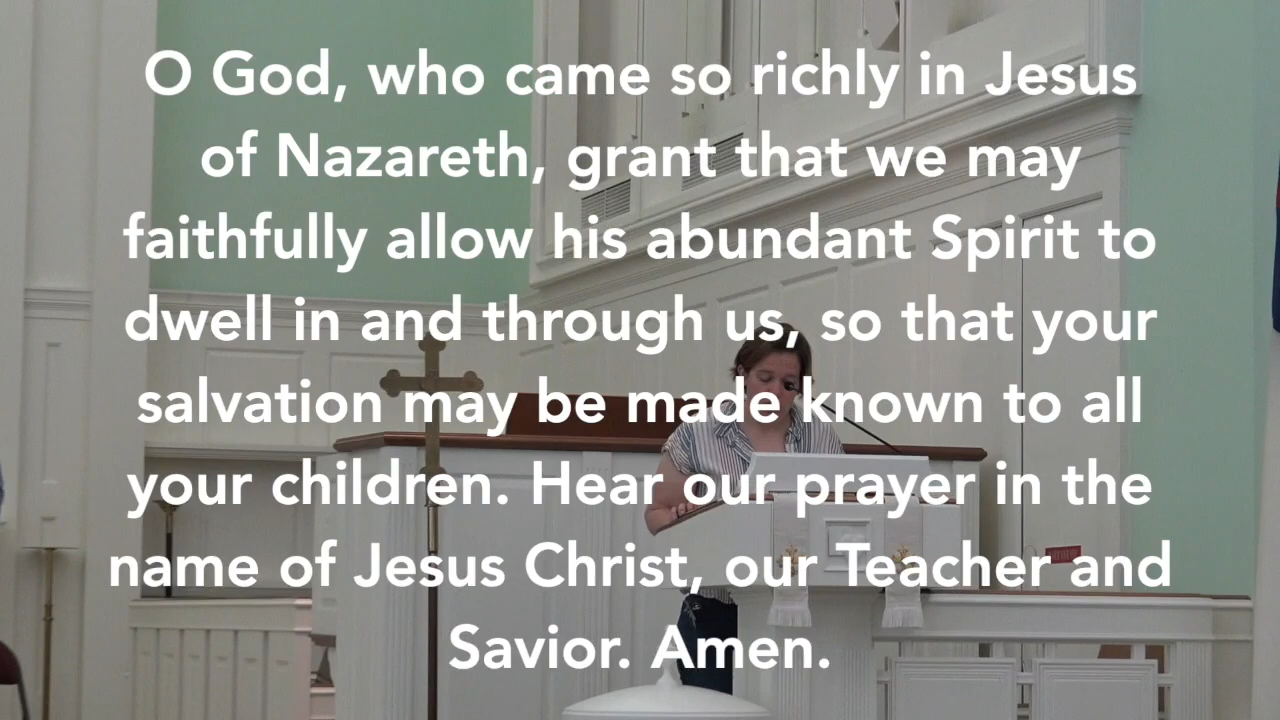 O God, who came so richly in Jesus
of Nazareth, grant that we may
faithfully allow his abundant Spirit to
dwell in and through us, so that your
salvation may be made known to all
your children. Hear our prayer in the
name of Jesus Christ, our Teacher and
Savior. Amen.